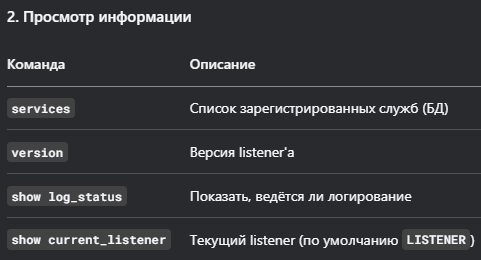 2. Просмотр информации
Команда Описание
services Список зарегистрированных служб (БД)
version Версия listener'а
show log_status Показать, ведётся ли логирование
show current_listener Текущий listener (по умолчанию LISTENER)